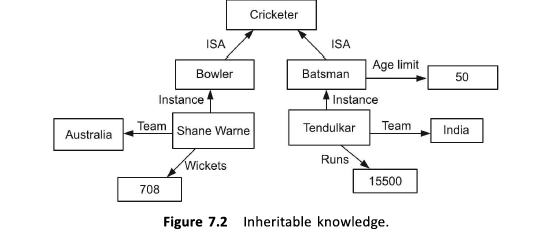 Cricketer
ISA
ISA
Bowler
Batsman
Age limit
50
Instance
Instance
Australia
Team
Shane Warne
Tendulkar
Team
India
Wickets
Runs
708
15500
Figure 7.2 Inheritable knowledge.